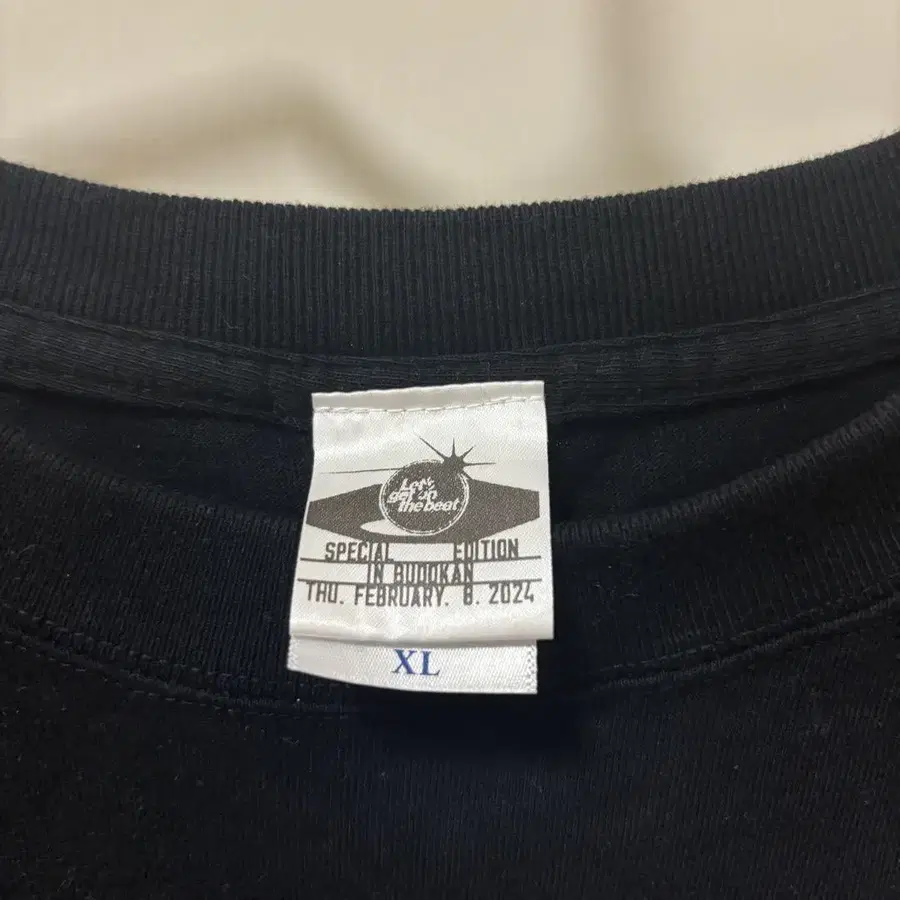 Let's
get on
the beat
SPECIAL EDITION
IN BUDOKAN
THU. FEBRUARY. 8. 2024
XL